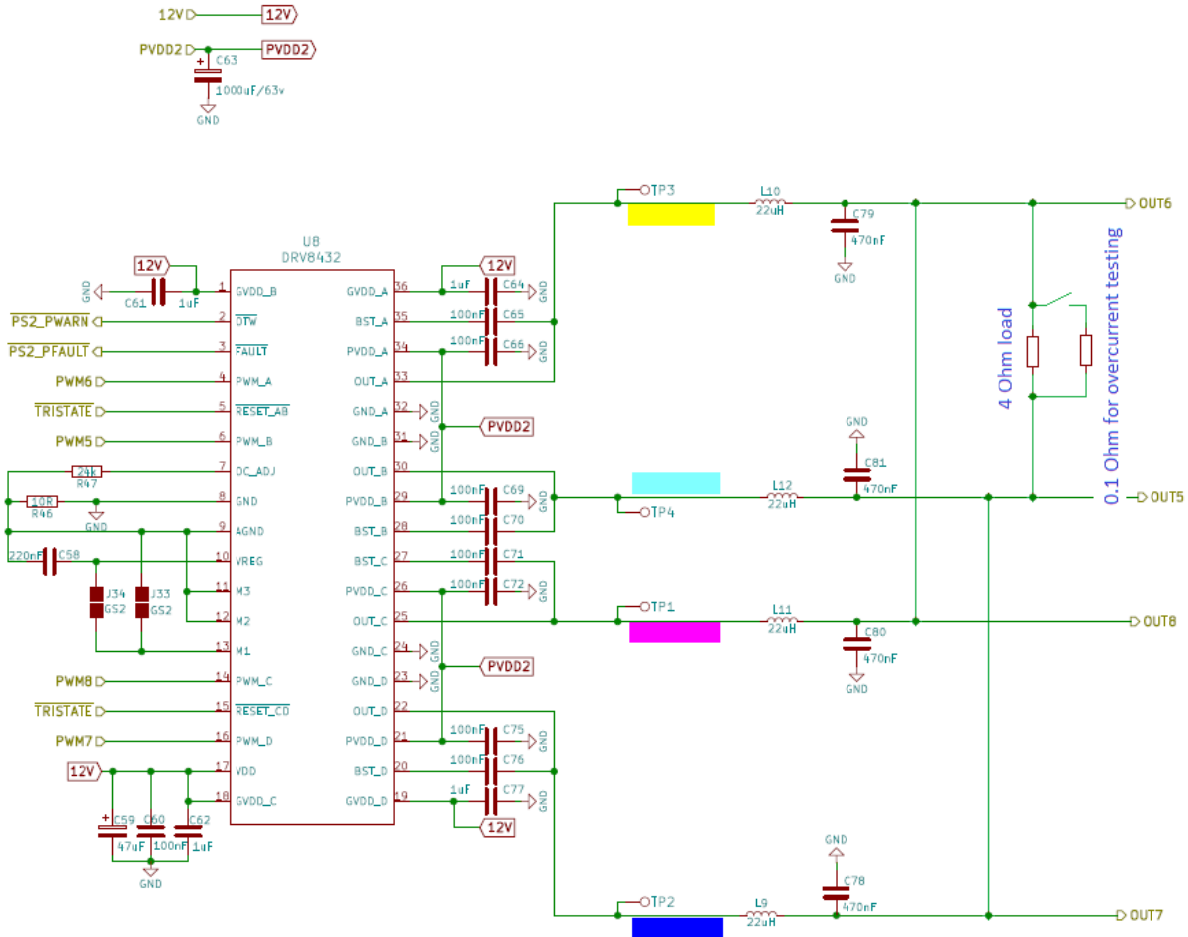 12V 12V
PVDD2 PVDD2
C63
1000uF/63v
GND
TP3
L10
22uH
OUT6
C79
470nF
GND
U8
DRV8432
12V
GND
C61 1uF
1 GVDD_B
PS2_PWARN 2 OTW
PS2_PFAULT 3 FAULT
PWM6 4 PWM_A
TRISTATE 5 RESET_AB
PWM5 6 PWM_B
24k
R47
7 OC_ADJ
10R
R46
GND
8 GND
9 AGND
220nF C58
10 VREG
J34
GS2
J33
GS2
11 M3
12 M2
13 M1
PWM8 14 PWM_C
TRISTATE 15 RESET_CD
PWM7 16 PWM_D
12V 17 VDD
18 GVDD_C
C59
47uF
C60
100nF
C62
1uF
GND
GVDD_A 36
12V
1uF C64 GND
BST_A 35
100nF C65
PVDD_A 34
100nF C66 GND
OUT_A 33
GND_A 32 GND
PVDD2
GND_B 31 GND
OUT_B 30
PVDD_B 29
100nF C69 GND
BST_B 28
100nF C70
BST_C 27
100nF C71
PVDD_C 26
100nF C72 GND
OUT_C 25
GND_C 24 GND
PVDD2
GND_D 23 GND
OUT_D 22
PVDD_D 21
100nF C75 GND
BST_D 20
100nF C76
GVDD_D 19
1uF C77 GND
12V
4 Ohm load
0.1 Ohm for overcurrent testing
GND
C81
470nF
L12
22uH
TP4
OUT5
TP1
L11
22uH
OUT8
C80
470nF
GND
GND
C78
470nF
TP2
L9
22uH
OUT7